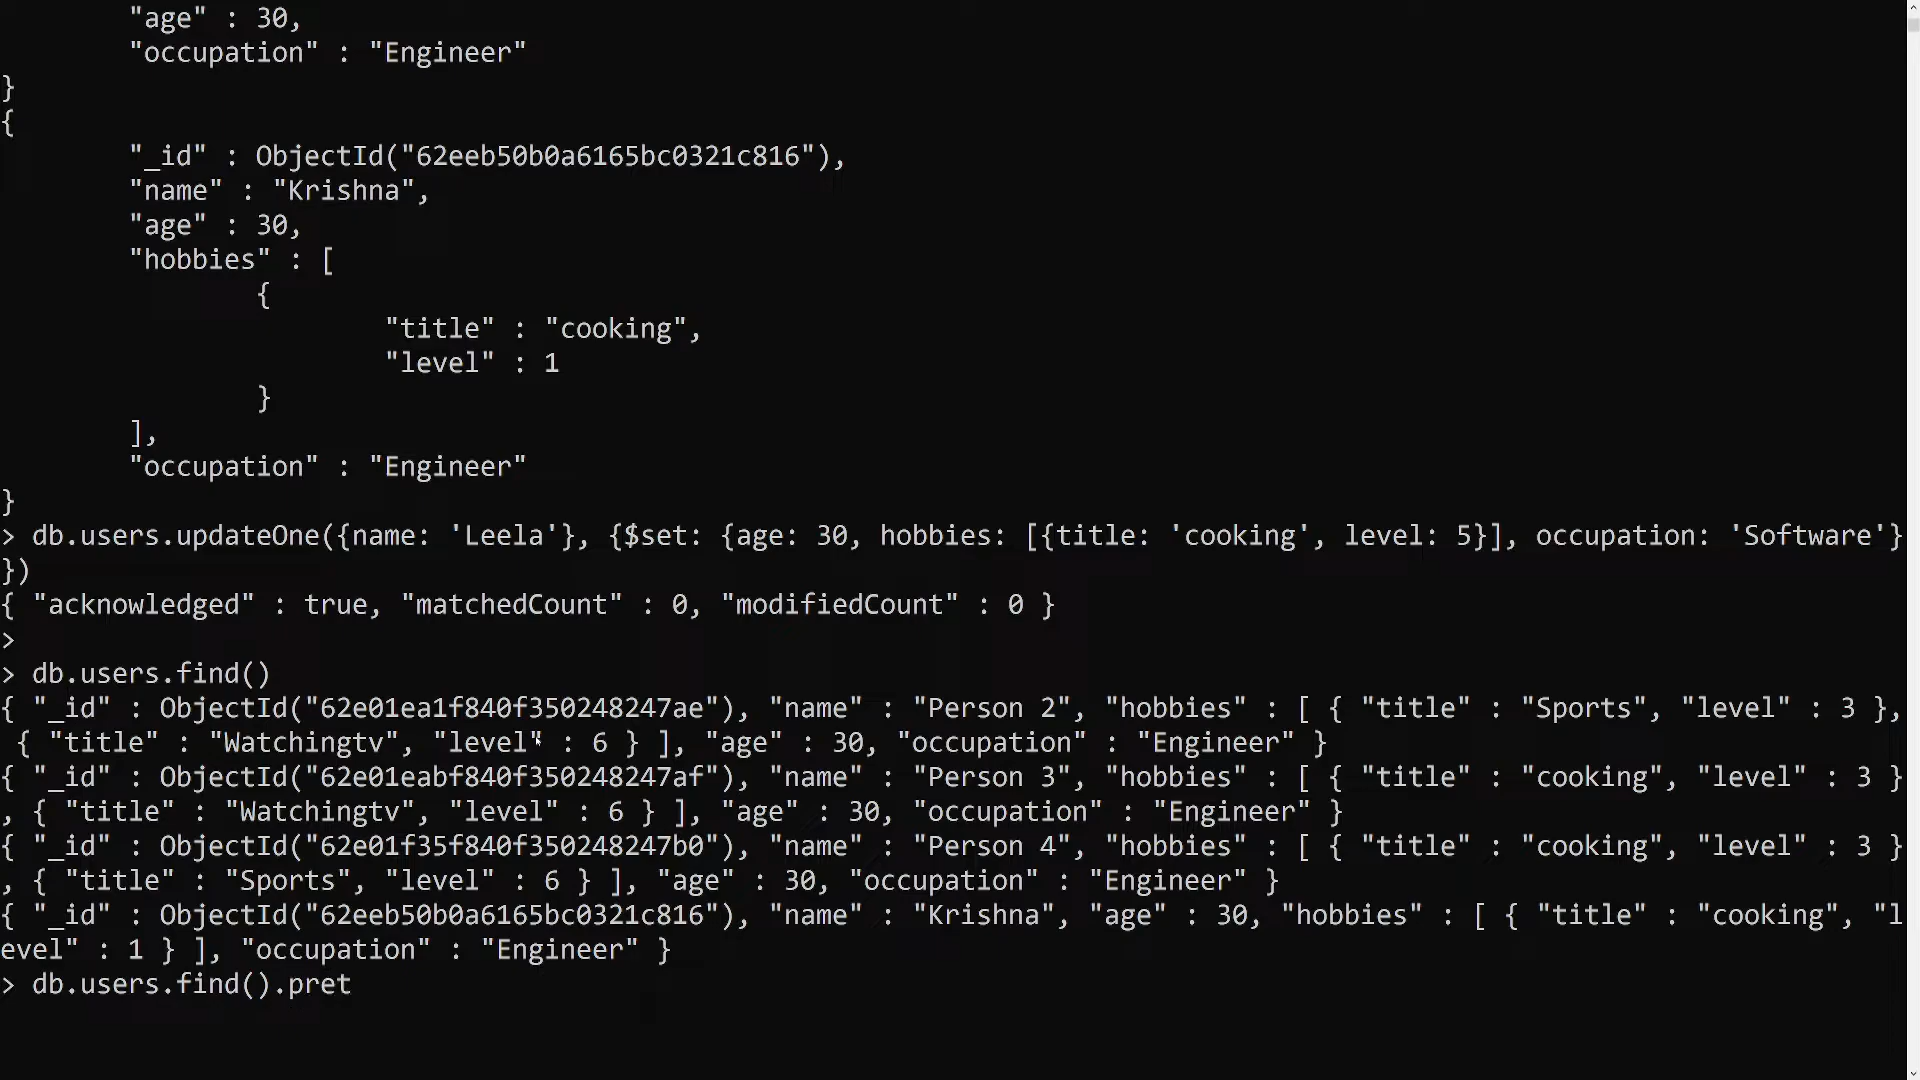 "age" : 30,
"occupation" : "Engineer"
}
{
"_id" : ObjectId("62eeb50b0a6165bc0321c816"),
"name" : "Krishna",
"age" : 30,
"hobbies" : [
{
"title" : "cooking",
"level" : 1
}
],
"occupation" : "Engineer"
}
> db.users.updateOne({name: 'Leela'}, {$set: {age: 30, hobbies: [{title: 'cooking', level: 5}], occupation: 'Software'}
})
{ "acknowledged" : true, "matchedCount" : 0, "modifiedCount" : 0 }
>
> db.users.find()
{ "_id" : ObjectId("62e01ea1f840f350248247ae"), "name" : "Person 2", "hobbies" : [ { "title" : "Sports", "level" : 3 },
{ "title" : "Watchingtv", "level" : 6 } ], "age" : 30, "occupation" : "Engineer" }
{ "_id" : ObjectId("62e01eabf840f350248247af"), "name" : "Person 3", "hobbies" : [ { "title" : "cooking", "level" : 3 }
, { "title" : "Watchingtv", "level" : 6 } ], "age" : 30, "occupation" : "Engineer" }
{ "_id" : ObjectId("62e01f35f840f350248247b0"), "name" : "Person 4", "hobbies" : [ { "title" : "cooking", "level" : 3 }
, { "title" : "Sports", "level" : 6 } ], "age" : 30, "occupation" : "Engineer" }
{ "_id" : ObjectId("62eeb50b0a6165bc0321c816"), "name" : "Krishna", "age" : 30, "hobbies" : [ { "title" : "cooking", "l
evel" : 1 } ], "occupation" : "Engineer" }
> db.users.find().pret